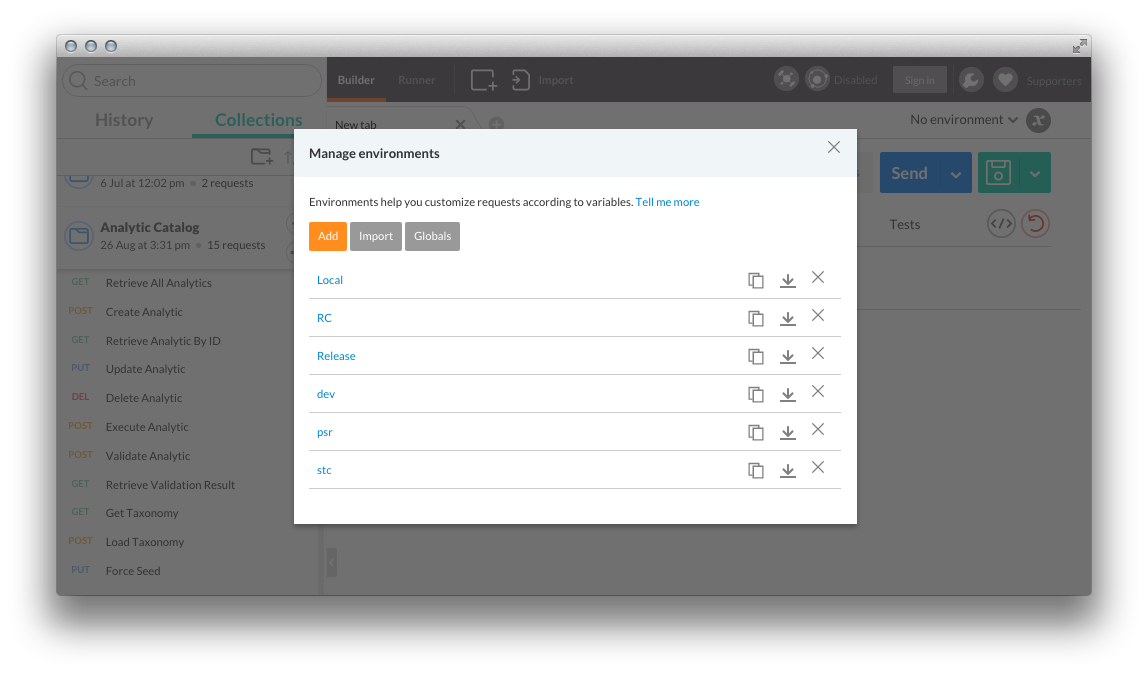 Search
Builder
Runner
Import
Disabled
Sign in
Supporters
History
Collections
New tab
No environment
6 Jul at 12:02 pm 2 requests
Analytic Catalog
26 Aug at 3:31 pm 15 requests
GET Retrieve All Analytics
POST Create Analytic
GET Retrieve Analytic By ID
PUT Update Analytic
DEL Delete Analytic
POST Execute Analytic
POST Validate Analytic
GET Retrieve Validation Result
GET Get Taxonomy
POST Load Taxonomy
PUT Force Seed
Manage environments
Environments help you customize requests according to variables. Tell me more
Add
Import
Globals
Local
RC
Release
dev
psr
stc
Send
Tests